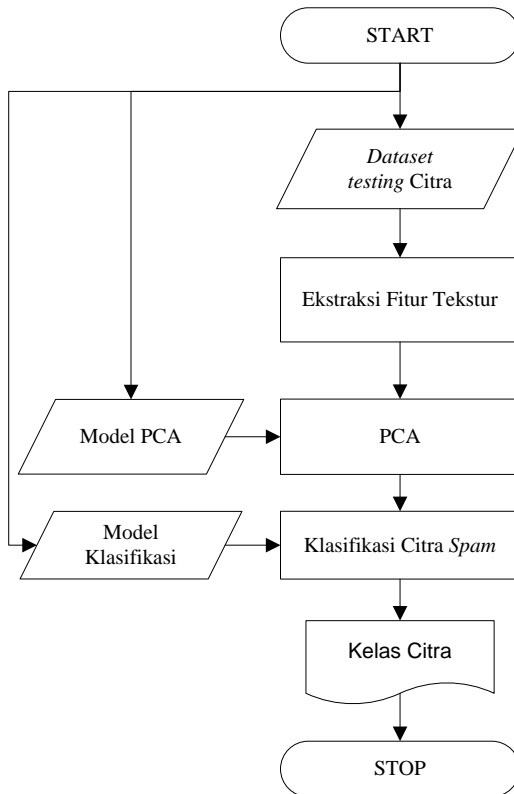 START
Dataset
testing Citra
Ekstraksi Fitur Tekstur
Model PCA
PCA
Model
Klasifikasi
Klasifikasi Citra Spam
Kelas Citra
STOP